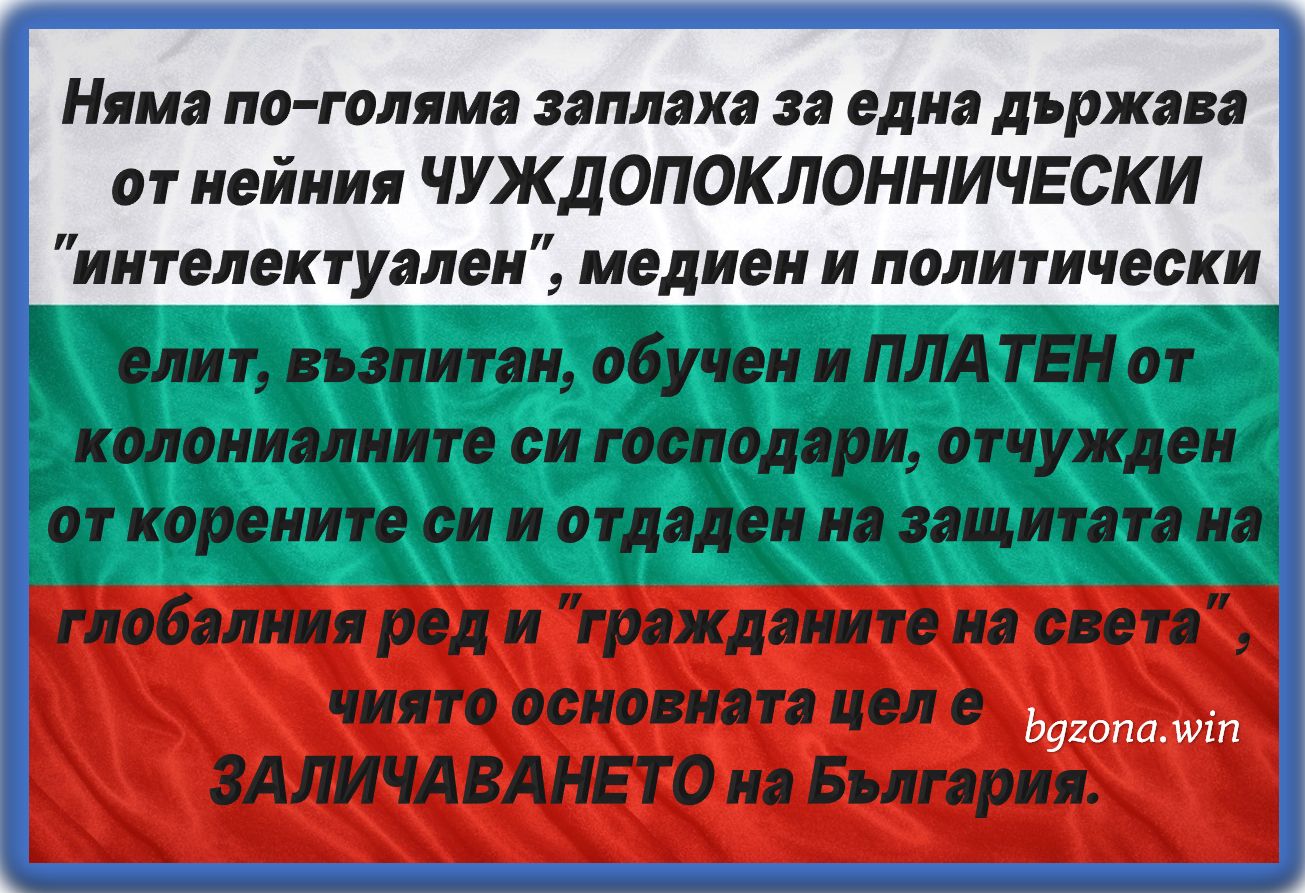 Няма по-голяма заплаха за една държава
от нейния ЧУЖДОПОКЛОННИЧЕСКИ
"интелектуален", медиен и политически
елит, възпитан, обучен и ПЛАТЕН от
колониалните си господари, отчужден
от корените си и отдаден на защитата на
глобалния ред и "гражданите на света",
чиято основната цел е
bgzona.win
ЗАЛИЧАВАНЕТО на България.